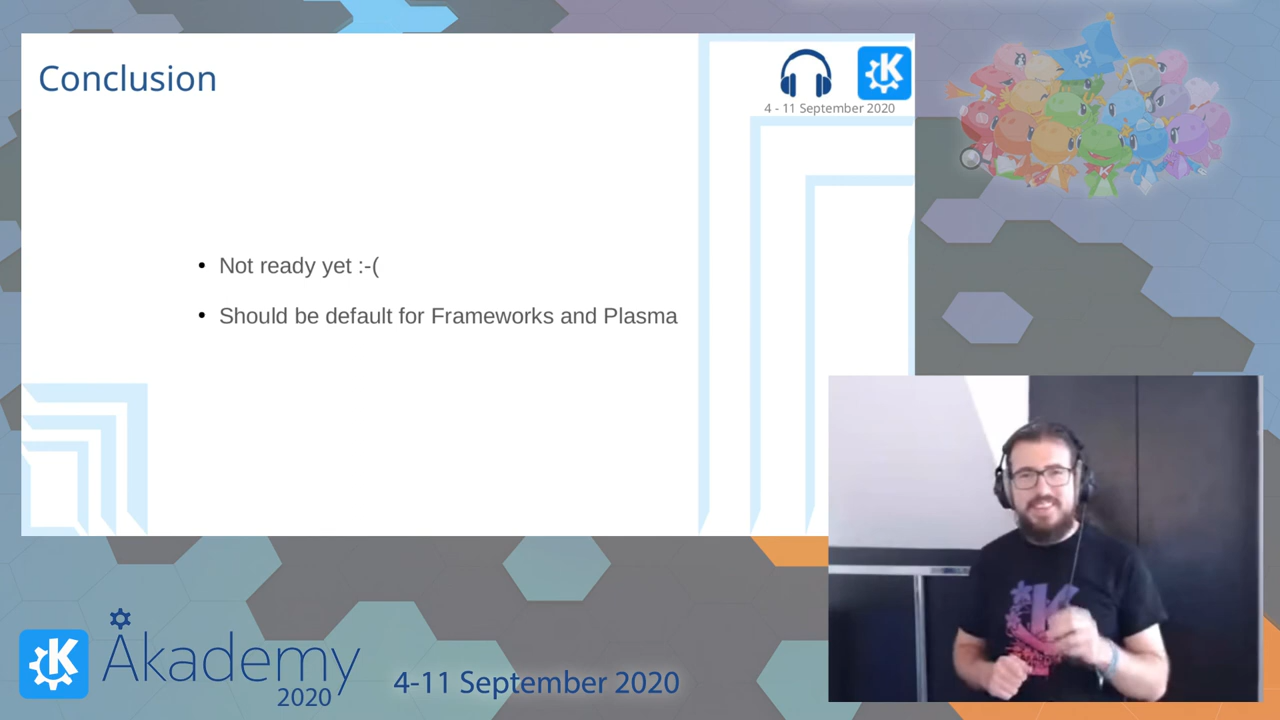 Conclusion
4 - 11 September 2020
• Not ready yet :-(
• Should be default for Frameworks and Plasma
Akademy
2020
4-11 September 2020